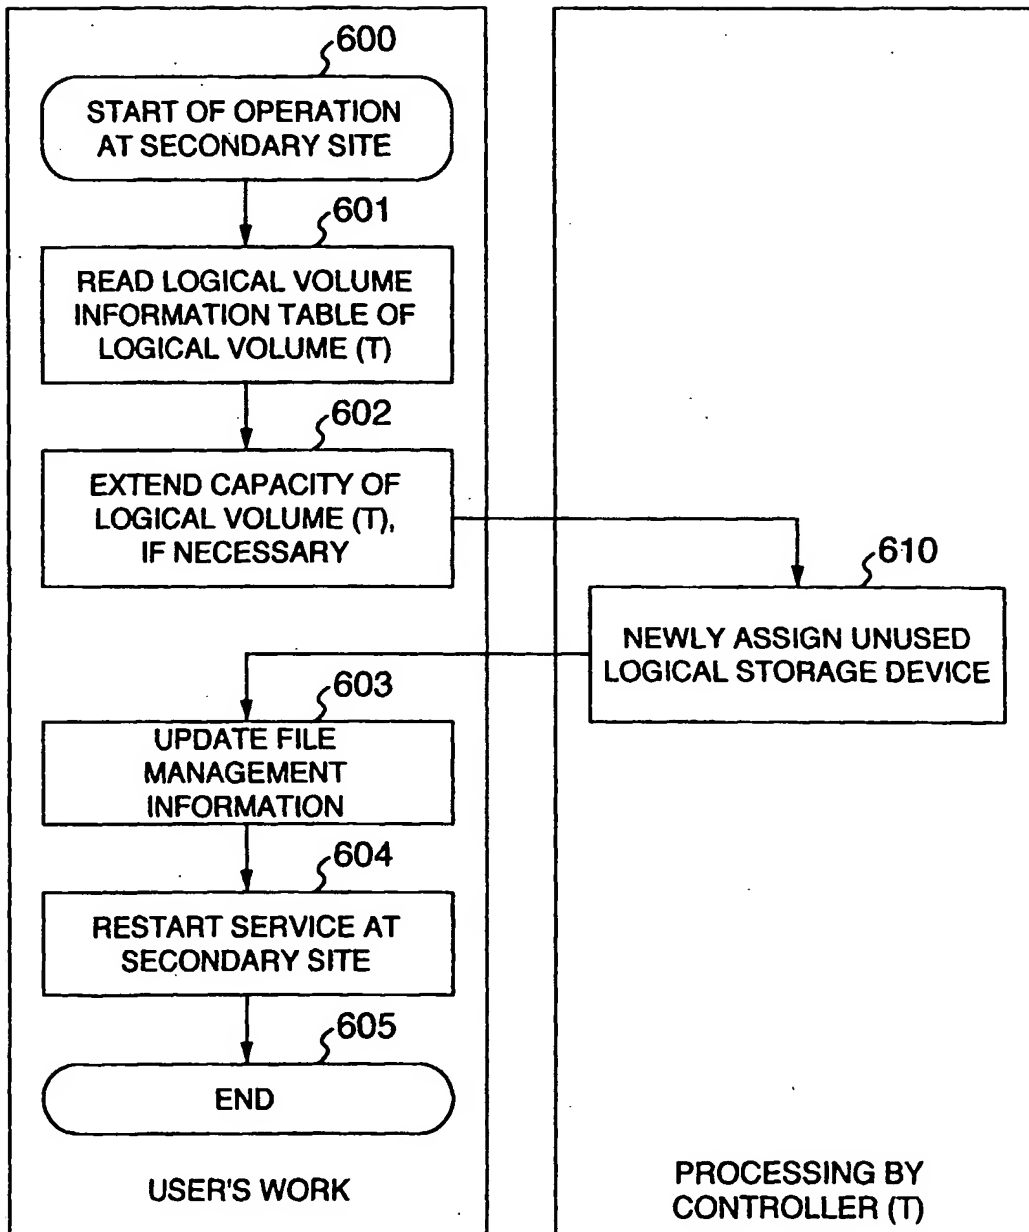 600
START OF OPERATION
AT SECONDARY SITE
601
READ LOGICAL VOLUME
INFORMATION TABLE OF
LOGICAL VOLUME (T)
602
EXTEND CAPACITY OF
LOGICAL VOLUME (T),
IF NECESSARY
610
NEWLY ASSIGN UNUSED
LOGICAL STORAGE DEVICE
603
UPDATE FILE
MANAGEMENT
INFORMATION
604
RESTART SERVICE AT
SECONDARY SITE
605
END
USER'S WORK
PROCESSING BY
CONTROLLER (T)